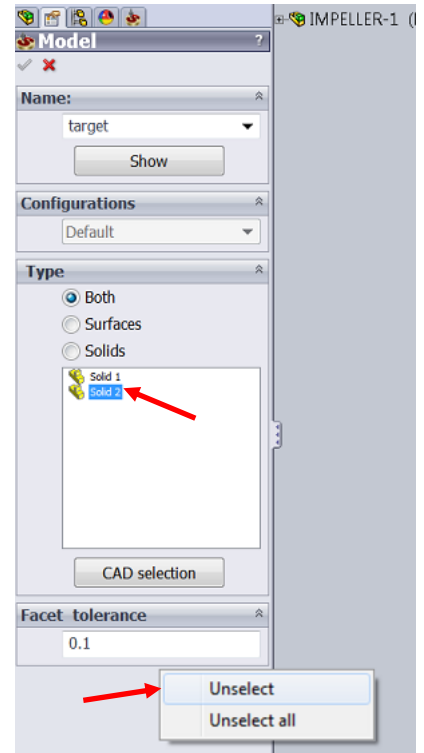 IMPELLER-1 (
Model ?
Name:
target
Show
Configurations
Default
Type
Both
Surfaces
Solids
Solid 1
Solid 2
CAD selection
Facet tolerance
0.1
Unselect
Unselect all